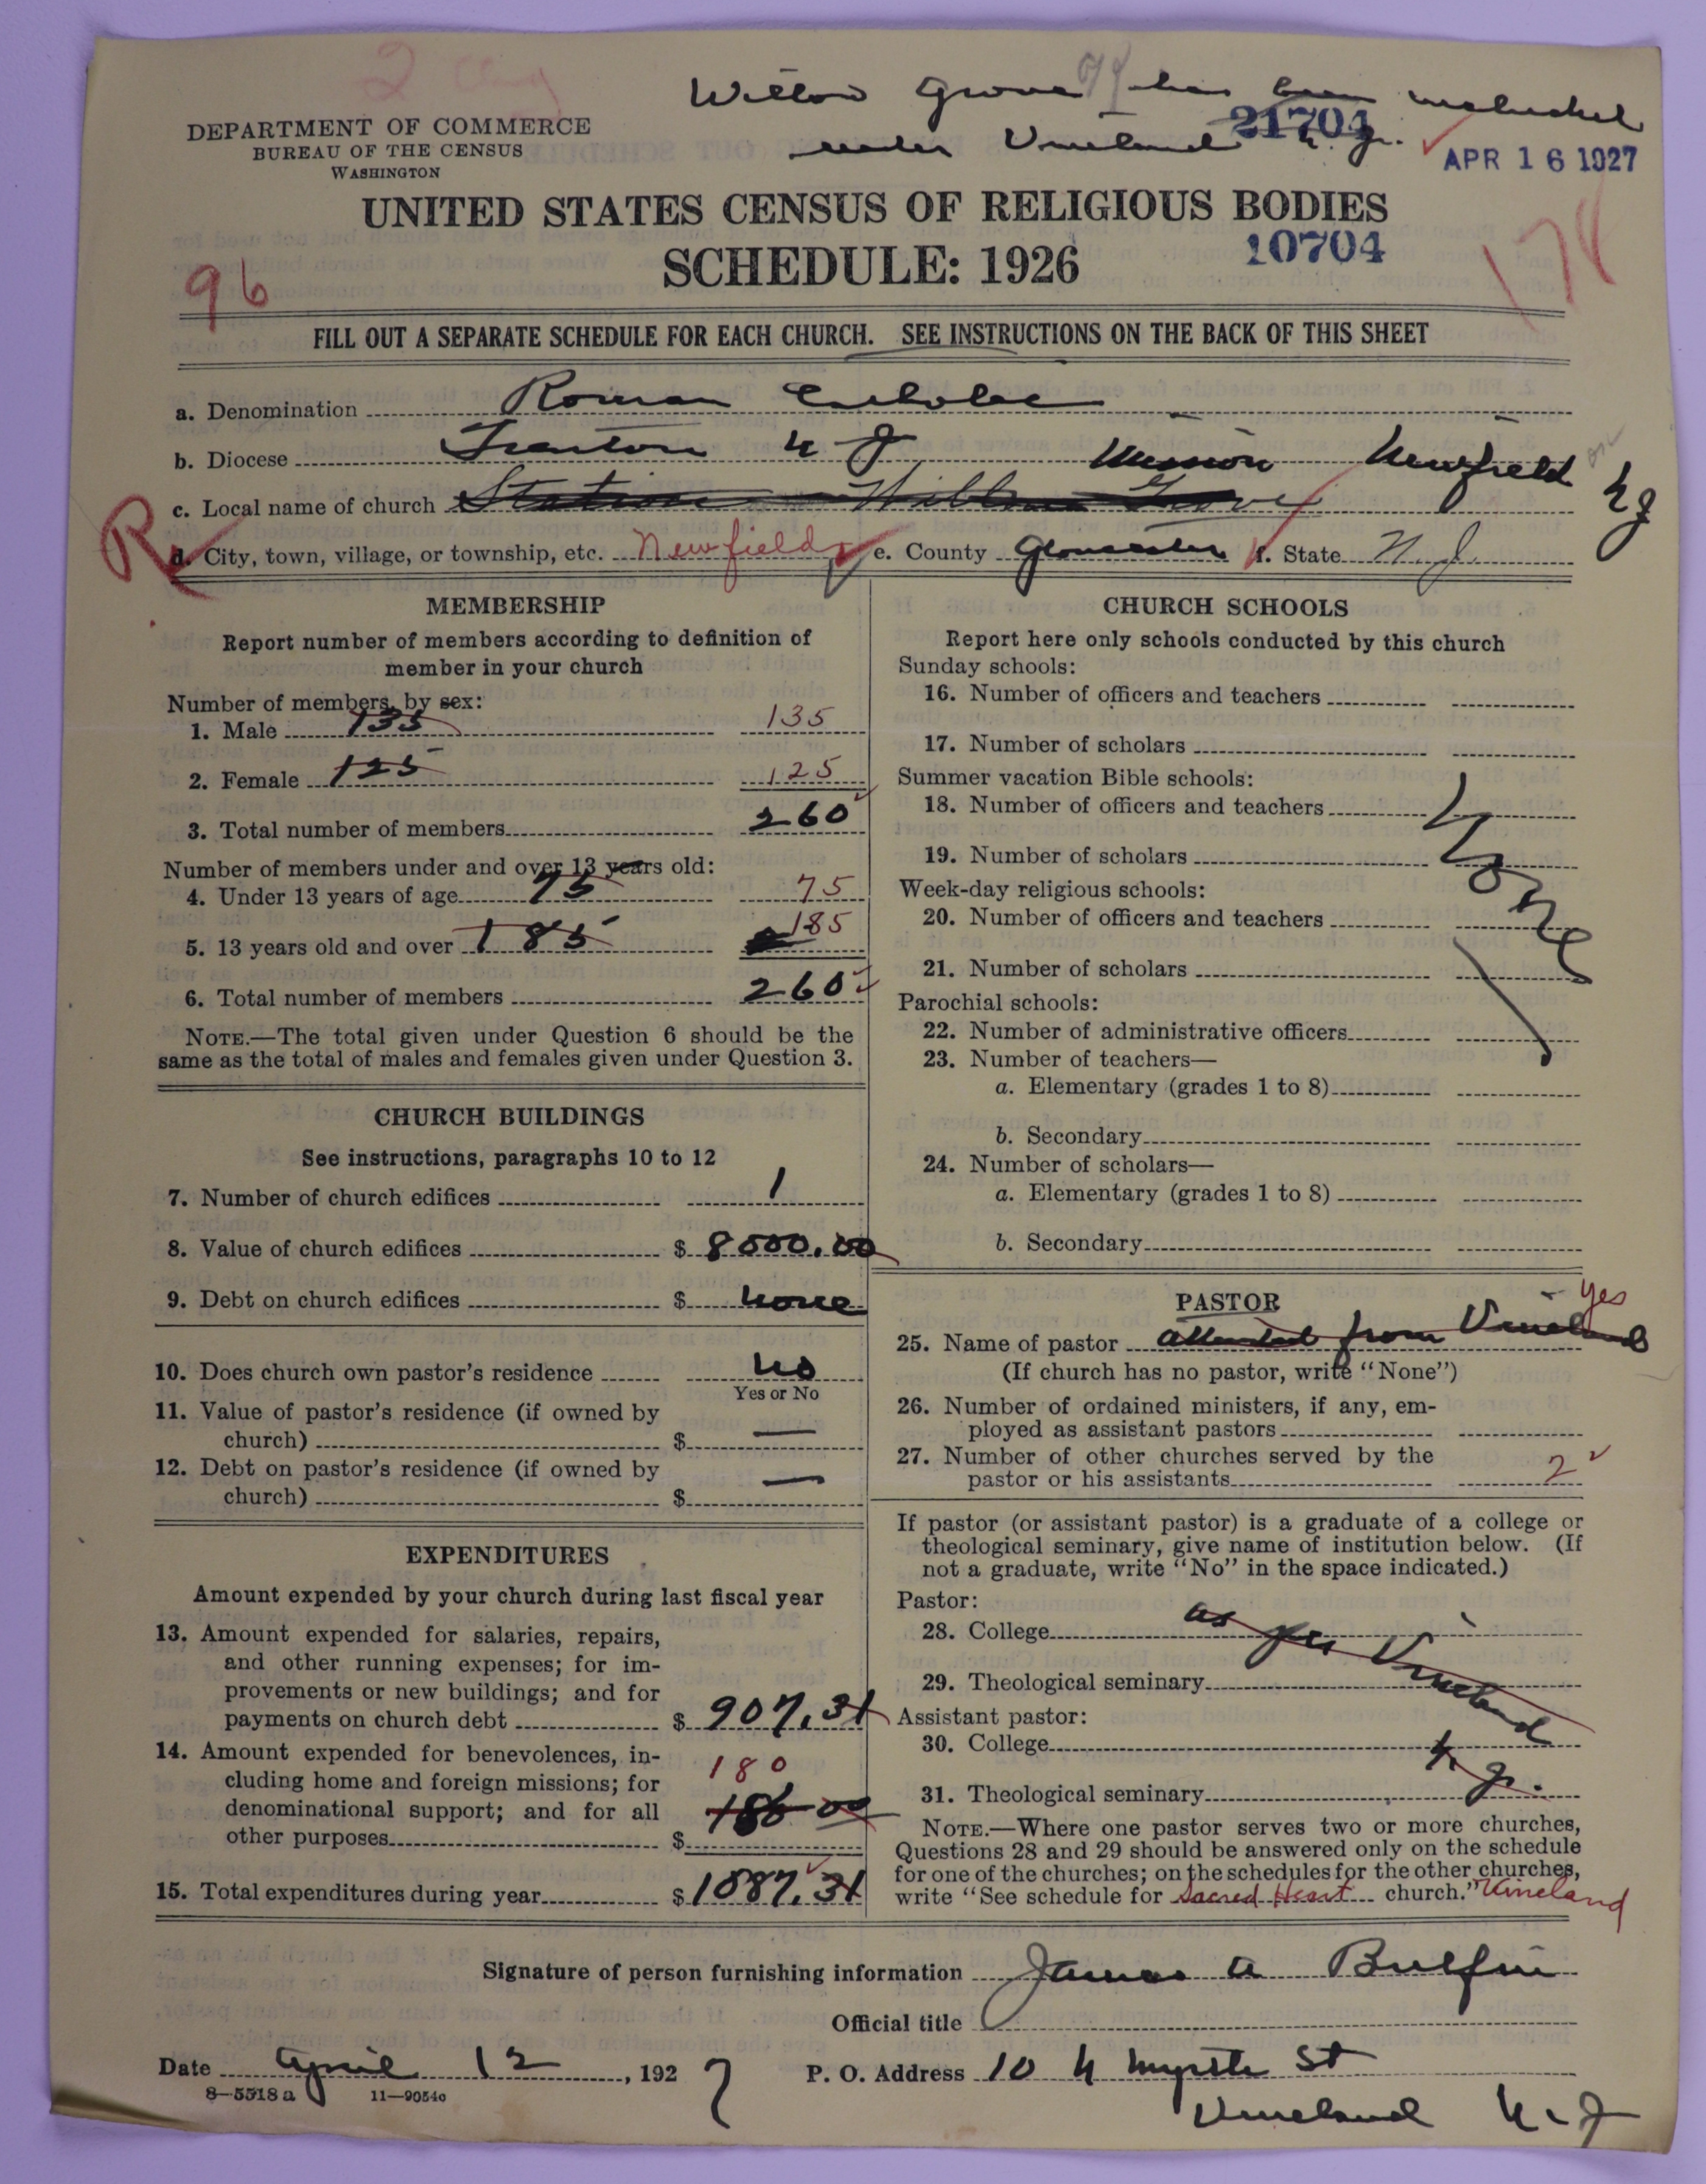 2
Willow Grove has been included
under Vineland N. J.
21704
APR 16 1927
DEPARTMENT OF COMMERCE
BUREAU OF THE CENSUS
WASHINGTON
UNITED STATES CENSUS OF RELIGIOUS BODIES
SCHEDULE: 1926
10704
178
96
FILL OUT A SEPARATE SCHEDULE FOR EACH CHURCH. SEE INSTRUCTIONS ON THE BACK OF THIS SHEET
a. Denomination Roman Catholic
b. Diocese Trenton N J Mission Newfield N J
c. Local name of church Station Willow Grove
R
d. City, town, village, or township, etc. Newfield e. County Gloucester f. State N. J.
MEMBERSHIP
Report number of members according to definition of
member in your church
Number of members, by sex:
1. Male 135 135
2. Female 125 125
3. Total number of members 260
Number of members under and over 13 years old:
4. Under 13 years of age 75 75
5. 13 years old and over 185 185
6. Total number of members 260
NOTE.—The total given under Question 6 should be the
same as the total of males and females given under Question 3.
CHURCH BUILDINGS
See instructions, paragraphs 10 to 12
7. Number of church edifices 1
8. Value of church edifices $ 8000.00
9. Debt on church edifices $ none
10. Does church own pastor's residence no
Yes or No
11. Value of pastor's residence (if owned by
church) $ —
12. Debt on pastor's residence (if owned by
church) $ —
EXPENDITURES
Amount expended by your church during last fiscal year
13. Amount expended for salaries, repairs,
and other running expenses; for im-
provements or new buildings; and for
payments on church debt $ 907.31
14. Amount expended for benevolences, in-
cluding home and foreign missions; for
denominational support; and for all
other purposes $
180
180 00
15. Total expenditures during year $ 1087.31
CHURCH SCHOOLS
Report here only schools conducted by this church
Sunday schools:
16. Number of officers and teachers
17. Number of scholars
Summer vacation Bible schools:
18. Number of officers and teachers
19. Number of scholars
None
Week-day religious schools:
20. Number of officers and teachers
21. Number of scholars
Parochial schools:
22. Number of administrative officers
23. Number of teachers—
a. Elementary (grades 1 to 8)
b. Secondary
24. Number of scholars—
a. Elementary (grades 1 to 8)
b. Secondary
PASTOR
yes
25. Name of pastor attended from Vineland
(If church has no pastor, write "None")
26. Number of ordained ministers, if any, em-
ployed as assistant pastors
27. Number of other churches served by the
pastor or his assistants 2
If pastor (or assistant pastor) is a graduate of a college or
theological seminary, give name of institution below. (If
not a graduate, write "No" in the space indicated.)
Pastor:
28. College as per Vineland N. J.
29. Theological seminary
Assistant pastor:
30. College
31. Theological seminary
NOTE.—Where one pastor serves two or more churches,
Questions 28 and 29 should be answered only on the schedule
for one of the churches; on the schedules for the other churches,
write "See schedule for Sacred Heart church." Vineland
Signature of person furnishing information James A Bulfin
Official title
Date April 12, 1927 P. O. Address 10 N Myrtle St
Vineland N. J
8—5518 a 11—9054c